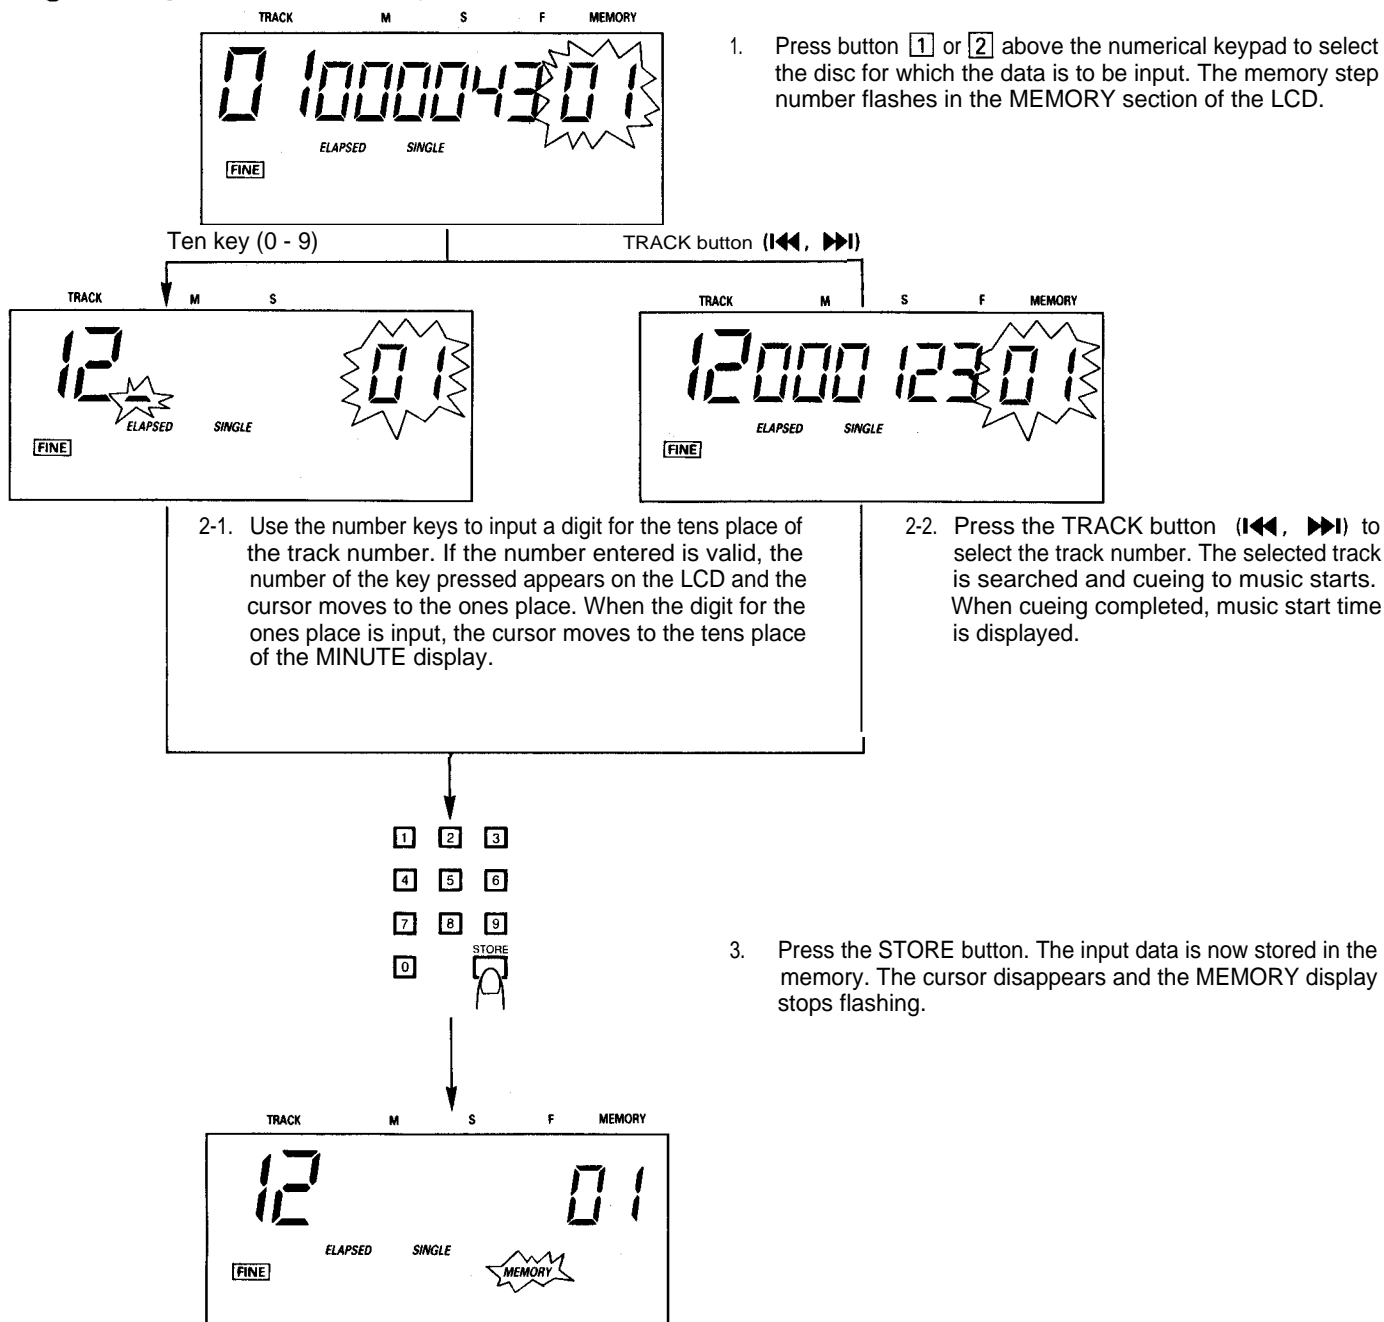 TRACK M S F MEMORY
01000043 01
ELAPSED SINGLE
FINE
1. Press button 1 or 2 above the numerical keypad to select
the disc for which the data is to be input. The memory step
number flashes in the MEMORY section of the LCD.
Ten key (0 - 9)
TRACK button (⏮, ⏭)
TRACK M S
12_ 01
ELAPSED SINGLE
FINE
TRACK M S F MEMORY
12000123 01
ELAPSED SINGLE
FINE
2-1. Use the number keys to input a digit for the tens place of
the track number. If the number entered is valid, the
number of the key pressed appears on the LCD and the
cursor moves to the ones place. When the digit for the
ones place is input, the cursor moves to the tens place
of the MINUTE display.
2-2. Press the TRACK button (⏮, ⏭) to
select the track number. The selected track
is searched and cueing to music starts.
When cueing completed, music start time
is displayed.
1 2 3
4 5 6
7 8 9
STORE
0
3. Press the STORE button. The input data is now stored in the
memory. The cursor disappears and the MEMORY display
stops flashing.
TRACK M S F MEMORY
12 01
ELAPSED SINGLE
MEMORY
FINE